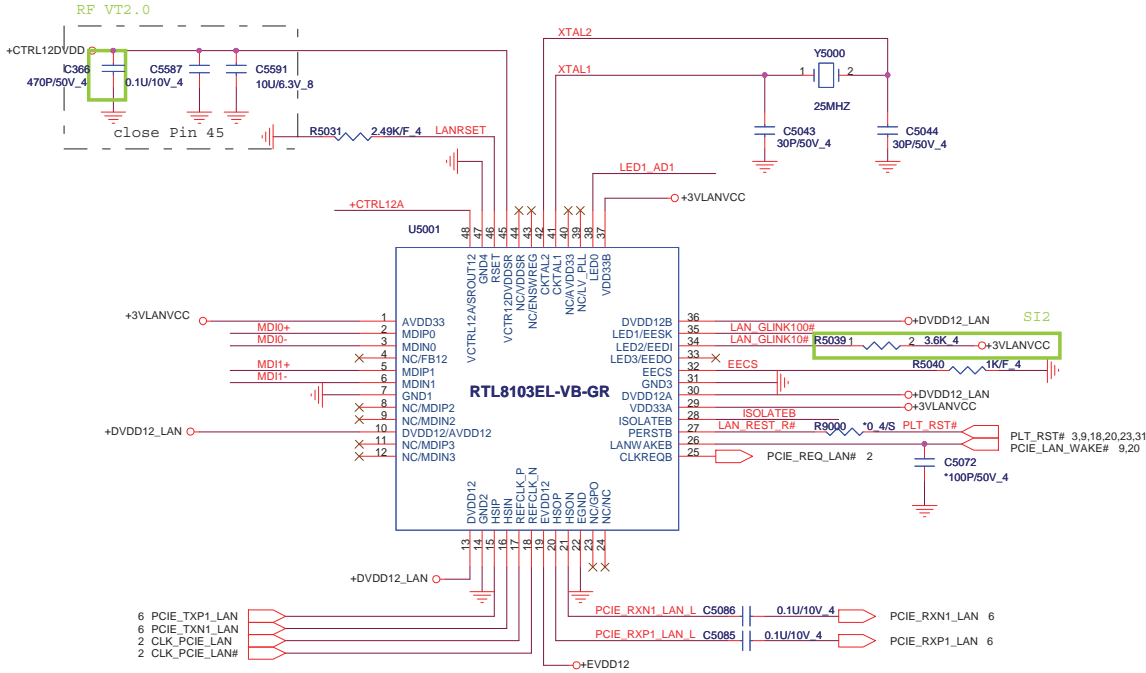 RF VT2.0
+CTRL12DVDD
C366
470P/50V_4
C5587
0.1U/10V_4
C5591
10U/6.3V_8
close Pin 45
R5031
2.49K/F_4
LANRSET
XTAL2
XTAL1
Y5000
1
2
25MHZ
C5043
30P/50V_4
C5044
30P/50V_4
LED1_AD1
+3VLANVCC
+CTRL12A
U5001
48
47
46
45
44
43
42
41
40
39
38
37
VCTRL12A/SROUT12
GND4
RSET
VCTR12DVDDSR
NC/VDDSR
NC/ENSWREG
CKTAL2
CKTAL1
NC/AVDD33
NC/LV_PLL
LED0
VDD33B
+3VLANVCC
MDI0+
MDI0-
MDI1+
MDI1-
+DVDD12_LAN
1 AVDD33
2 MDIP0
3 MDIN0
4 NC/FB12
5 MDIP1
6 MDIN1
7 GND1
8 NC/MDIP2
9 NC/MDIN2
10 DVDD12/AVDD12
11 NC/MDIP3
12 NC/MDIN3
RTL8103EL-VB-GR
DVDD12B 36
LED1/EESK 35
LED2/EEDI 34
LED3/EEDO 33
EECS 32
GND3 31
DVDD12A 30
VDD33A 29
ISOLATEB 28
PERSTB 27
LANWAKEB 26
CLKREQB 25
+DVDD12_LAN
SI2
LAN_GLINK100#
LAN_GLINK10#
R5039 1 2 3.6K_4
+3VLANVCC
EECS
R5040
1K/F_4
+DVDD12_LAN
+3VLANVCC
ISOLATEB
LAN_REST_R#
R9000
*0_4/S
PLT_RST#
PLT_RST# 3,9,18,20,23,31
PCIE_LAN_WAKE# 9,20
PCIE_REQ_LAN# 2
C5072
*100P/50V_4
DVDD12
GND2
HSIP
HSIN
REFCLK_P
REFCLK_N
EVDD12
HSOP
HSON
EGND
NC/GPO
NC/NC
13
14
15
16
17
18
19
20
21
22
23
24
+DVDD12_LAN
6 PCIE_TXP1_LAN
6 PCIE_TXN1_LAN
2 CLK_PCIE_LAN
2 CLK_PCIE_LAN#
PCIE_RXN1_LAN_L C5086 0.1U/10V_4 PCIE_RXN1_LAN 6
PCIE_RXP1_LAN_L C5085 0.1U/10V_4 PCIE_RXP1_LAN 6
+EVDD12